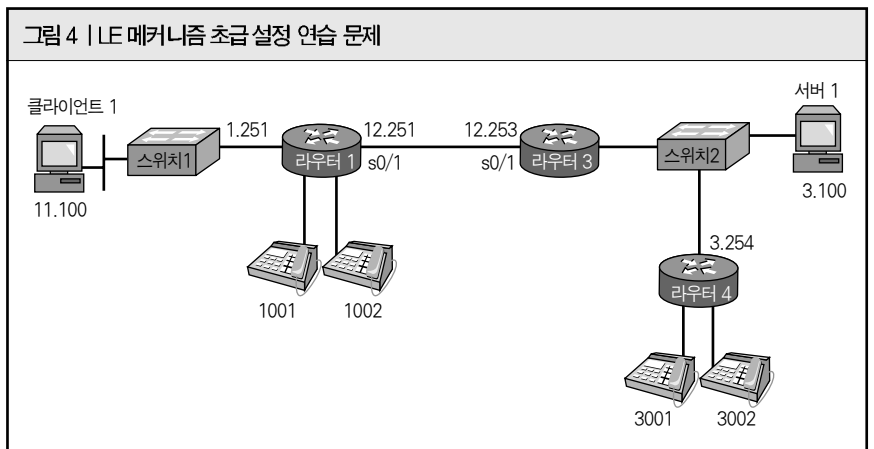 그림 4 | LE 메커니즘 초급 설정 연습 문제
클라이언트 1
11.100
스위치1
1.251
라우터 1
12.251
s0/1
1001
1002
12.253
s0/1
라우터 3
스위치2
서버 1
3.100
3.254
라우터 4
3001
3002